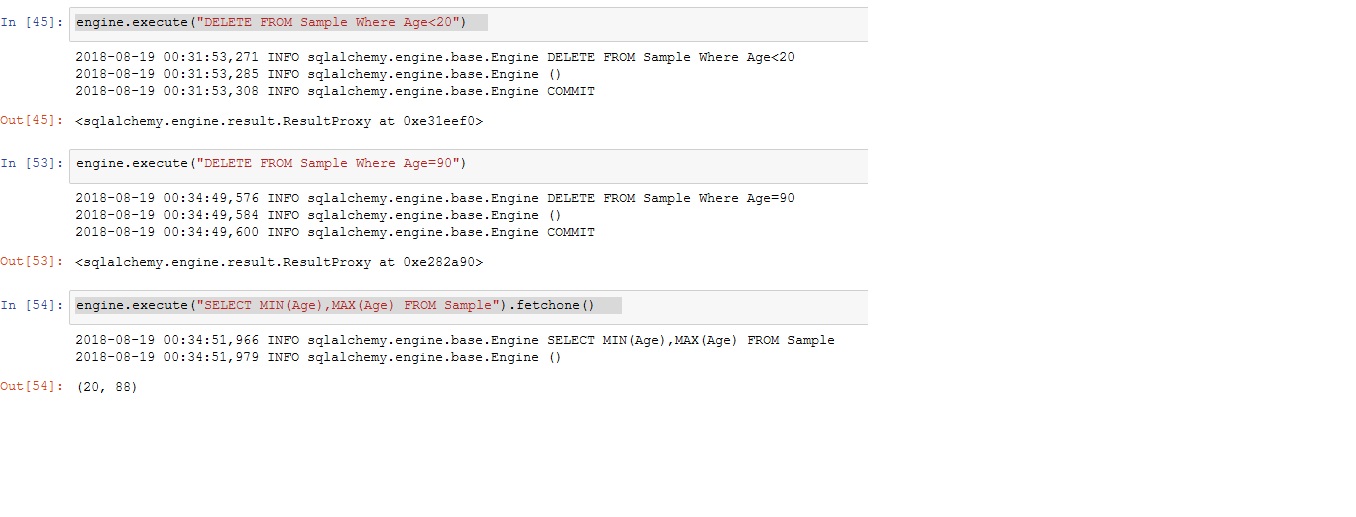 In [45]: engine.execute("DELETE FROM Sample Where Age<20")
2018-08-19 00:31:53,271 INFO sqlalchemy.engine.base.Engine DELETE FROM Sample Where Age<20
2018-08-19 00:31:53,285 INFO sqlalchemy.engine.base.Engine ()
2018-08-19 00:31:53,308 INFO sqlalchemy.engine.base.Engine COMMIT
Out[45]: <sqlalchemy.engine.result.ResultProxy at 0xe31eef0>
In [53]: engine.execute("DELETE FROM Sample Where Age=90")
2018-08-19 00:34:49,576 INFO sqlalchemy.engine.base.Engine DELETE FROM Sample Where Age=90
2018-08-19 00:34:49,584 INFO sqlalchemy.engine.base.Engine ()
2018-08-19 00:34:49,600 INFO sqlalchemy.engine.base.Engine COMMIT
Out[53]: <sqlalchemy.engine.result.ResultProxy at 0xe282a90>
In [54]: engine.execute("SELECT MIN(Age),MAX(Age) FROM Sample").fetchone()
2018-08-19 00:34:51,966 INFO sqlalchemy.engine.base.Engine SELECT MIN(Age),MAX(Age) FROM Sample
2018-08-19 00:34:51,979 INFO sqlalchemy.engine.base.Engine ()
Out[54]: (20, 88)